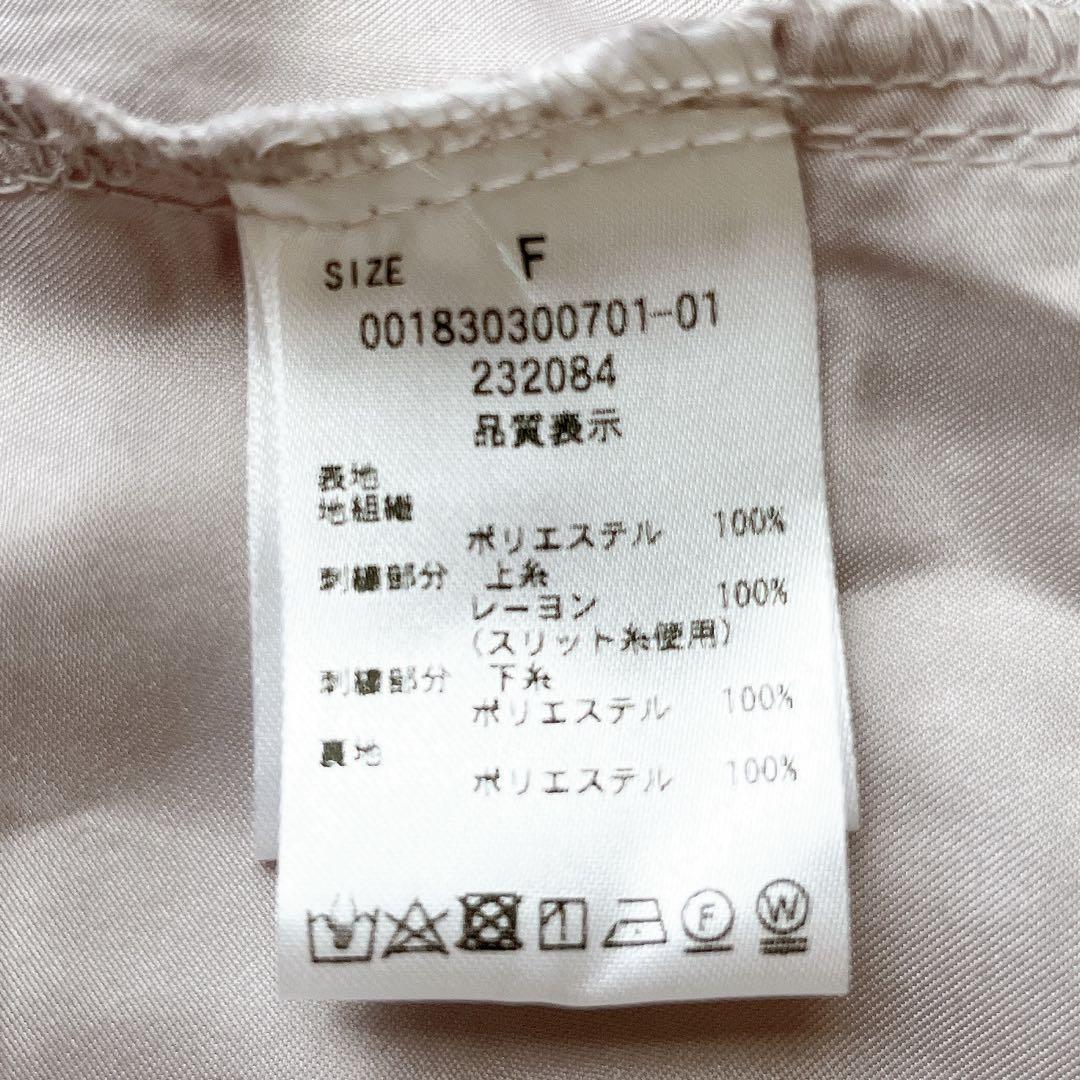 SIZE F
001830300701-01
232084
品質表示
表地
地組織
ポリエステル 100%
刺繍部分 上糸
レーヨン 100%
(スリット糸使用)
刺繍部分 下糸
ポリエステル 100%
裏地
ポリエステル 100%
F W